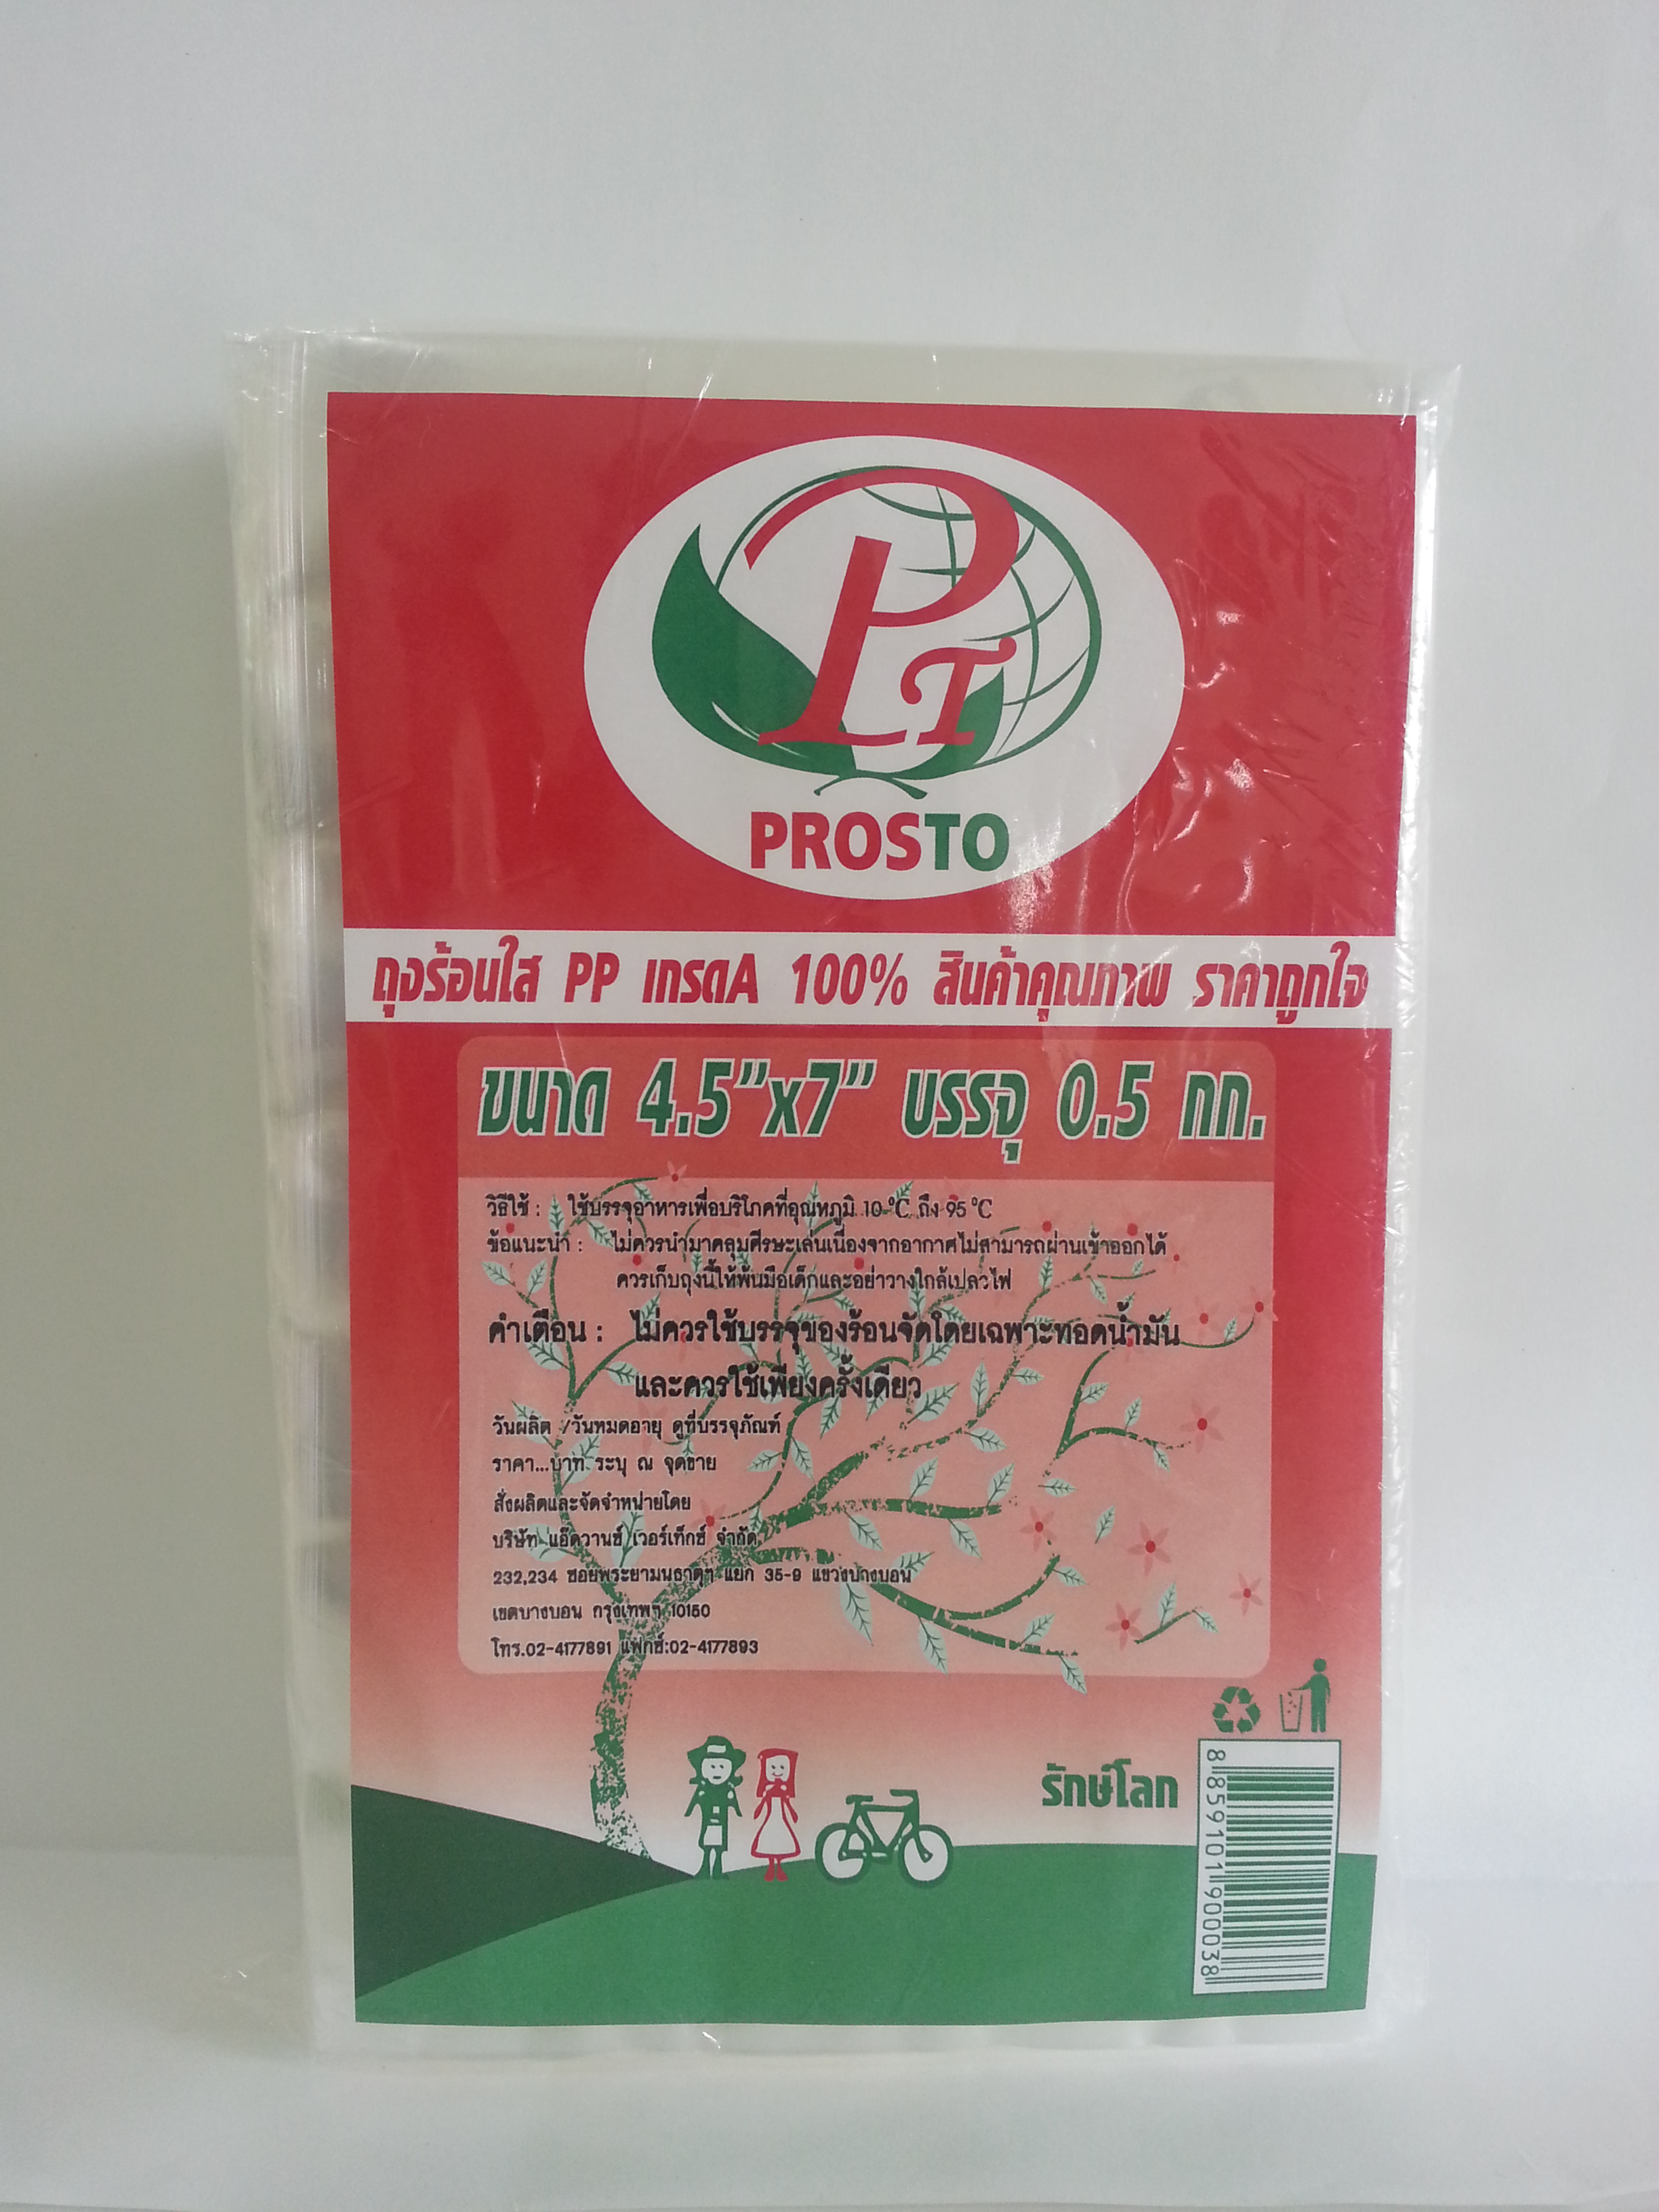 PT
PROSTO
ถุงร้อนใส PP เกรดA 100% สินค้าคุณภาพ ราคาถูกใจ
ขนาด 4.5”x7” บรรจุ 0.5 กก.
วิธีใช้ : ใช้บรรจุอาหารเพื่อบริโภคที่อุณหภูมิ 10 °C ถึง 95 °C
ข้อแนะนำ : ไม่ควรนำมาคลุมศีรษะเล่นเนื่องจากอากาศไม่สามารถผ่านเข้าออกได้
ควรเก็บถุงนี้ให้พ้นมือเด็กและอย่าวางใกล้เปลวไฟ
คำเตือน : ไม่ควรใช้บรรจุของร้อนจัดโดยเฉพาะทอดน้ำมัน
และควรใช้เพียงครั้งเดียว
วันผลิต /วันหมดอายุ ดูที่บรรจุภัณฑ์
ราคา...บาท ระบุ ณ จุดขาย
สั่งผลิตและจัดจำหน่ายโดย
บริษัท แอ๊ดวานซ์ เวอร์เท็กซ์ จำกัด
232,234 ซอยพระยามนธาตุฯ แยก 35-9 แขวงบางบอน
เขตบางบอน กรุงเทพฯ 10150
โทร.02-4177891 แฟกซ์:02-4177893
รักษ์โลก
8 859101 900038